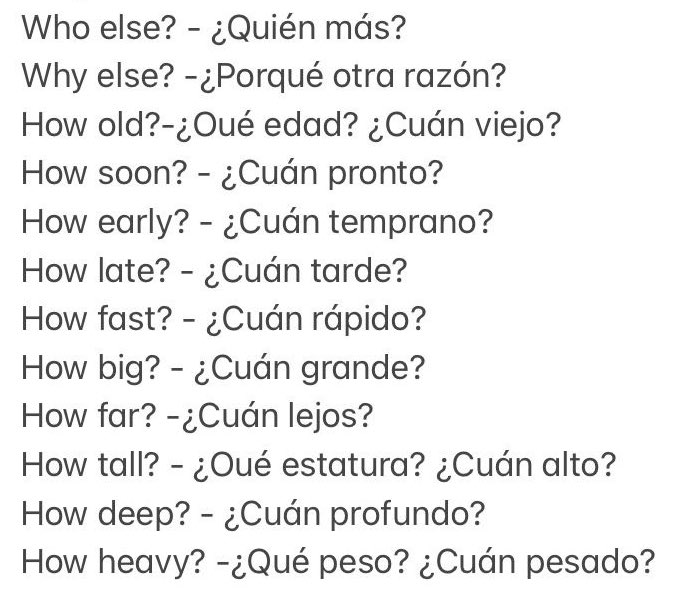 Who else? - ¿Quién más?
Why else? -¿Porqué otra razón?
How old?-¿Oué edad? ¿Cuán viejo?
How soon? - ¿Cuán pronto?
How early? - ¿Cuán temprano?
How late? - ¿Cuán tarde?
How fast? - ¿Cuán rápido?
How big? - ¿Cuán grande?
How far? -¿Cuán lejos?
How tall? - ¿Oué estatura? ¿Cuán alto?
How deep? - ¿Cuán profundo?
How heavy? -¿Qué peso? ¿Cuán pesado?